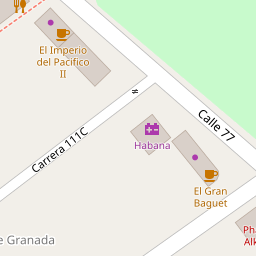 El Imperio
del Pacifico
II
Calle 77
Carrera 111C
Habana
El Gran
Baguet
e Granada
Ph
Alk